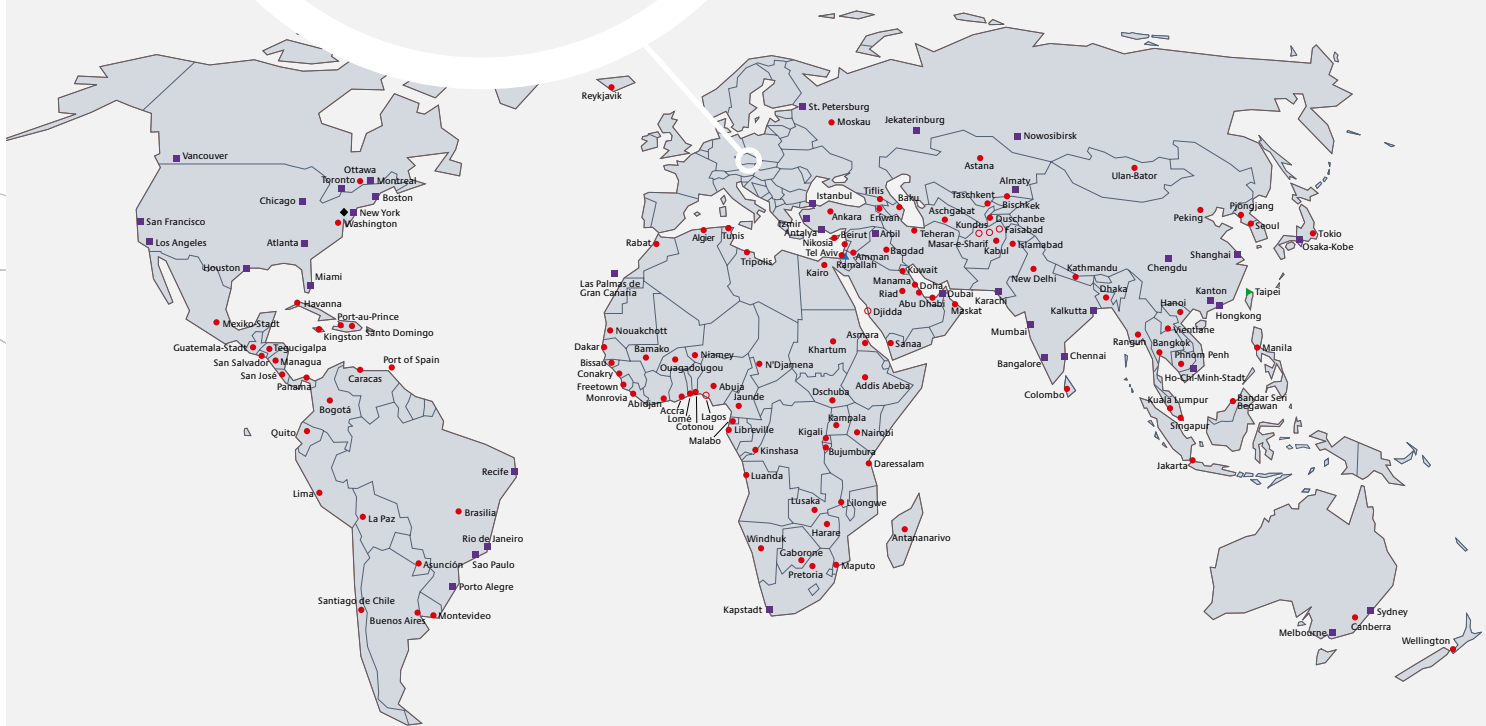 Reykjavik
St. Petersburg
Moskau
Jekaterinburg
Nowosibirsk
Vancouver
Ottawa
Toronto
Montreal
Boston
Chicago
New York
Washington
San Francisco
Los Angeles
Atlanta
Houston
Miami
Havanna
Mexiko-Stadt
Port-au-Prince
Santo Domingo
Kingston
Guatemala-Stadt
Tegucigalpa
San Salvador
Managua
San José
Panama
Port of Spain
Caracas
Bogotá
Quito
Recife
Lima
La Paz
Brasilia
Rio de Janeiro
Sao Paulo
Asunción
Porto Alegre
Santiago de Chile
Buenos Aires
Montevideo
Astana
Ulan-Bator
Almaty
Taschkent
Bischkek
Tiflis
Baku
Istanbul
Ankara
Eriwan
Aschgabat
Duschanbe
Kundus
Faisabad
Izmir
Antalya
Nikosia
Beirut
Arbil
Teheran
Masar-e-Sharif
Kabul
Islamabad
Tel Aviv
Amman
Bagdad
Ramallah
Rabat
Algier
Tunis
Tripolis
Kairo
Kuwait
Manama
Doha
Riad
Dubai
Abu Dhabi
Maskat
Karachi
New Delhi
Kathmandu
Dhaka
Las Palmas de
Gran Canaria
Djidda
Peking
Pjöngjang
Seoul
Tokio
Osaka-Kobe
Shanghai
Chengdu
Kanton
Taipei
Hongkong
Kalkutta
Hanoi
Mumbai
Vientiane
Rangun
Bangkok
Manila
Phnom Penh
Bangalore
Chennai
Ho-Chi-Minh-Stadt
Colombo
Kuala Lumpur
Bandar Seri
Begawan
Singapur
Jakarta
Nouakchott
Dakar
Bamako
Niamey
Khartum
Asmara
Sanaa
Bissao
Ouagadougou
N'Djamena
Conakry
Freetown
Abuja
Addis Abeba
Monrovia
Jaunde
Dschuba
Abidjan
Accra
Lomé
Lagos
Cotonou
Malabo
Libreville
Kampala
Kigali
Nairobi
Kinshasa
Bujumbura
Daressalam
Luanda
Lusaka
Lilongwe
Harare
Antananarivo
Windhuk
Gaborone
Pretoria
Maputo
Kapstadt
Sydney
Canberra
Melbourne
Wellington